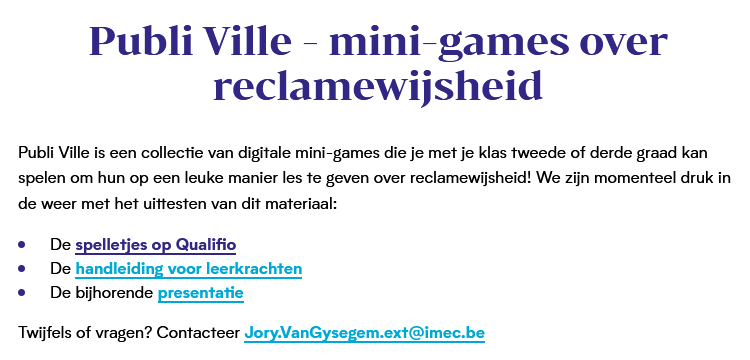 Publi Ville - mini-games over
reclamewijsheid
Publi Ville is een collectie van digitale mini-games die je met je klas tweede of derde graad kan
spelen om hun op een leuke manier les te geven over reclamewijsheid! We zijn momenteel druk in
de weer met het uittesten van dit materiaal:
• De spelletjes op Qualifio
• De handleiding voor leerkrachten
• De bijhorende presentatie
Twijfels of vragen? Contacteer Jory.VanGysegem.ext@imec.be